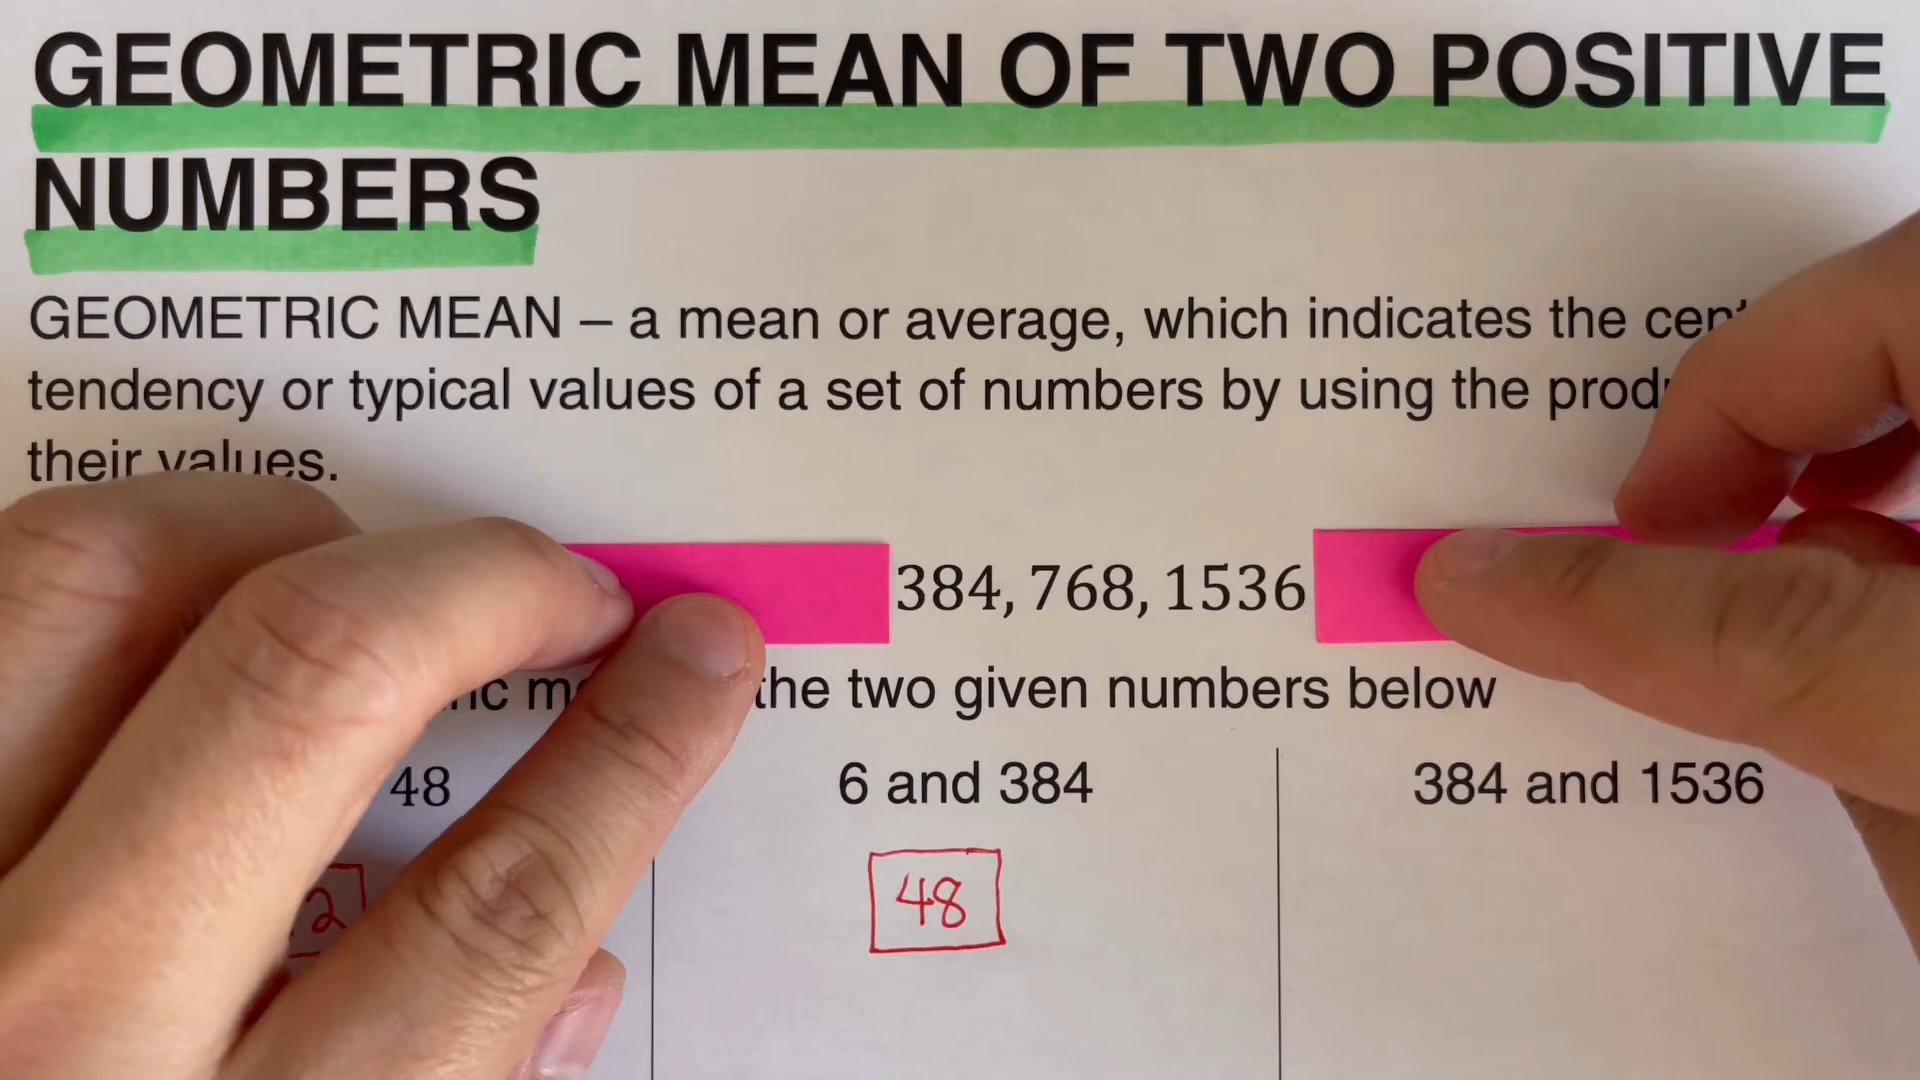 GEOMETRIC MEAN OF TWO POSITIVE
NUMBERS
GEOMETRIC MEAN – a mean or average, which indicates the
tendency or typical values of a set of numbers by using the
their values.
384, 768, 1536
the two given numbers below
48 6 and 384 384 and 1536
48